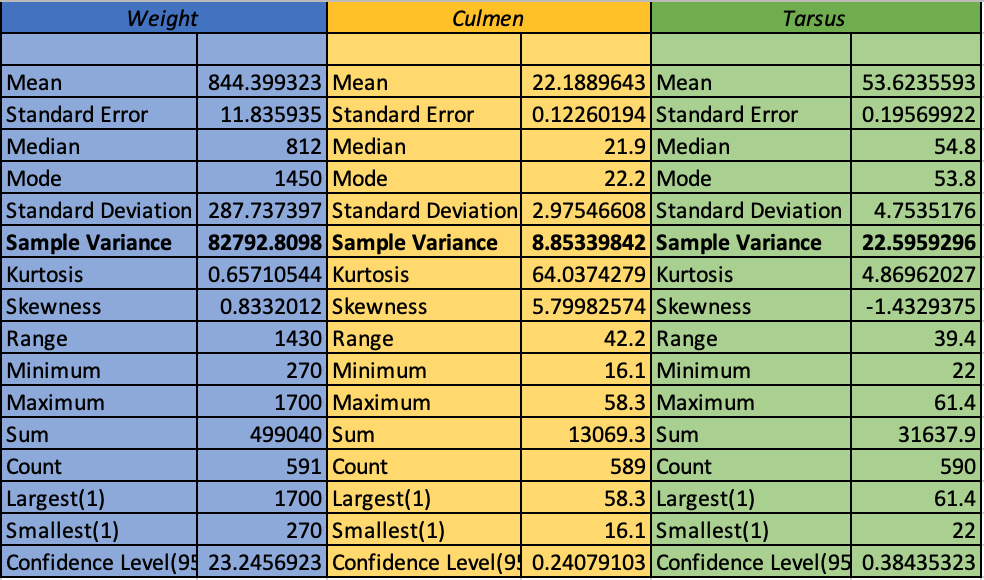 Weight Culmen Tarsus
Mean 844.399323 Mean 22.1889643 Mean 53.6235593
Standard Error 11.835935 Standard Error 0.12260194 Standard Error 0.19569922
Median 812 Median 21.9 Median 54.8
Mode 1450 Mode 22.2 Mode 53.8
Standard Deviation 287.737397 Standard Deviation 2.97546608 Standard Deviation 4.7535176
Sample Variance 82792.8098 Sample Variance 8.85339842 Sample Variance 22.5959296
Kurtosis 0.65710544 Kurtosis 64.0374279 Kurtosis 4.86962027
Skewness 0.8332012 Skewness 5.79982574 Skewness -1.4329375
Range 1430 Range 42.2 Range 39.4
Minimum 270 Minimum 16.1 Minimum 22
Maximum 1700 Maximum 58.3 Maximum 61.4
Sum 499040 Sum 13069.3 Sum 31637.9
Count 591 Count 589 Count 590
Largest(1) 1700 Largest(1) 58.3 Largest(1) 61.4
Smallest(1) 270 Smallest(1) 16.1 Smallest(1) 22
Confidence Level(95 23.2456923 Confidence Level(95 0.24079103 Confidence Level(95 0.38435323